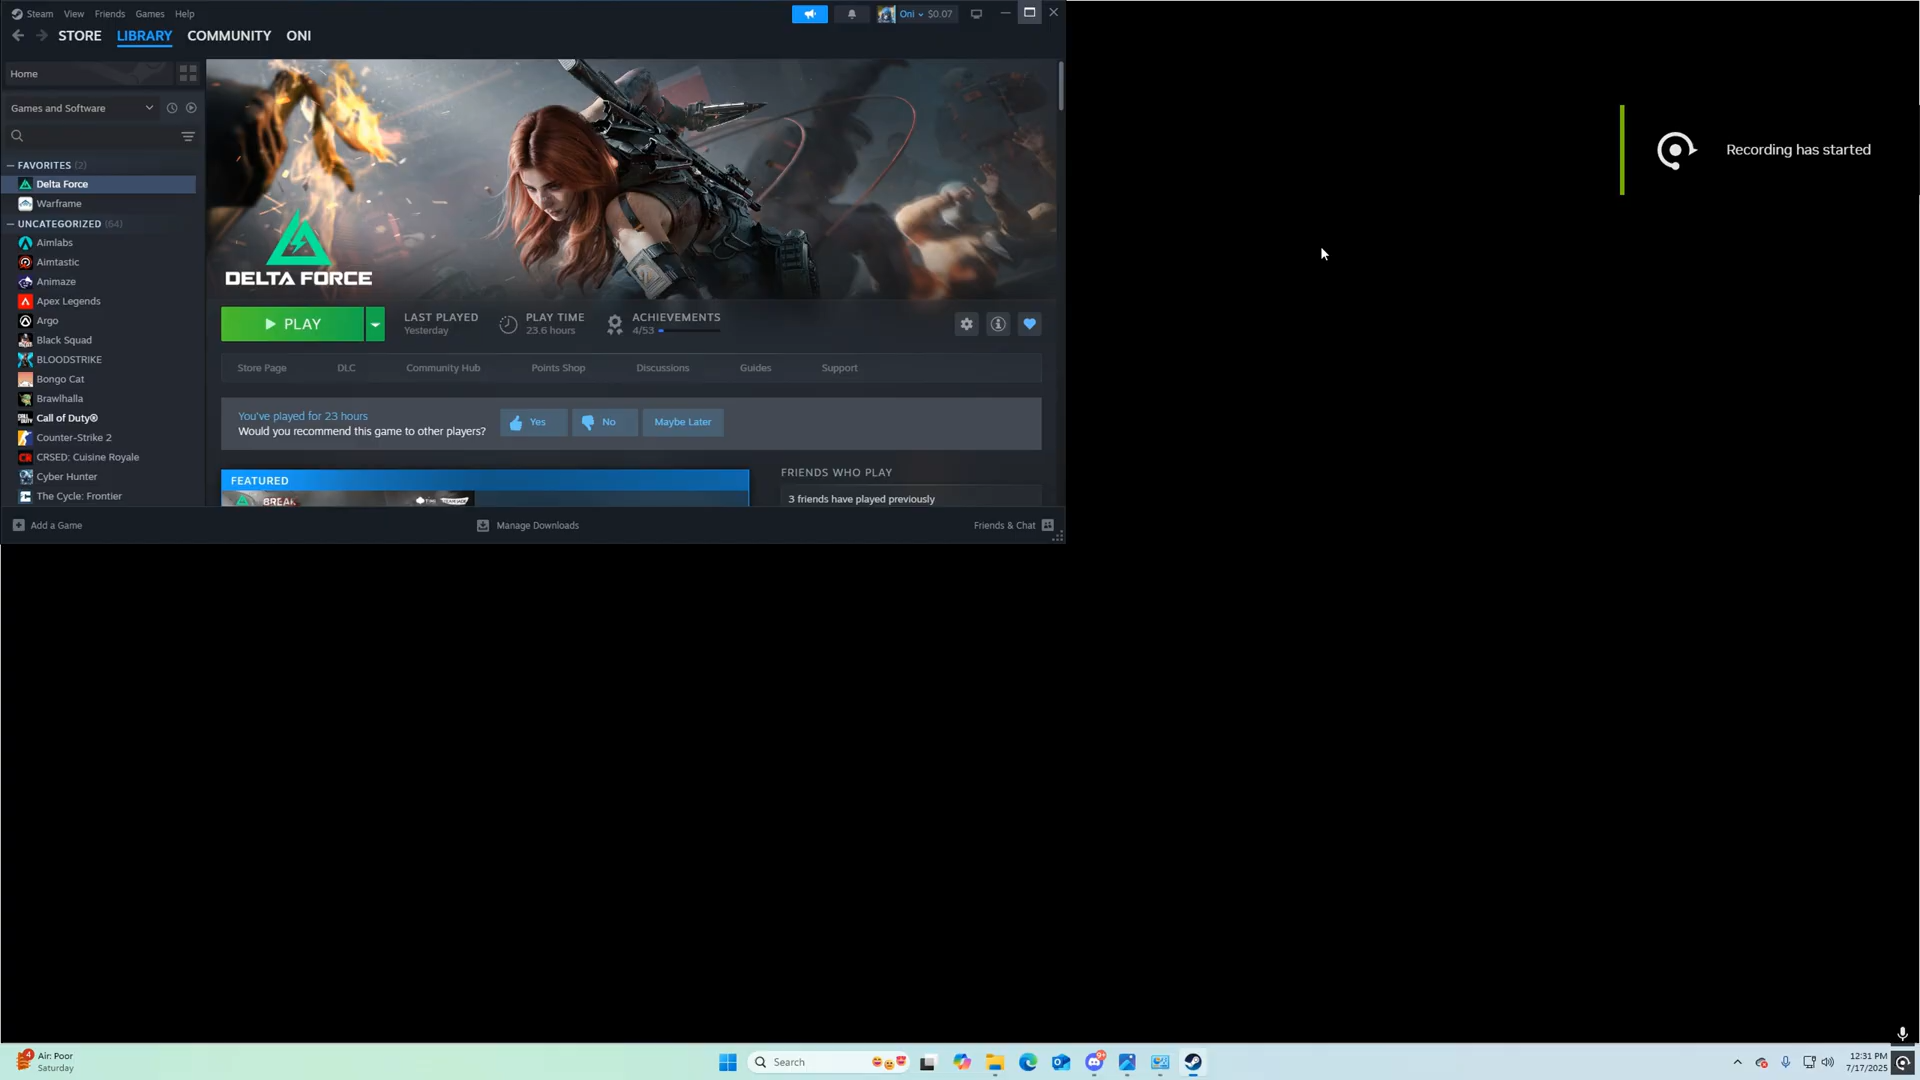 Steam View Friends Games Help
Oni $0.07
STORE LIBRARY COMMUNITY ONI
Home
Games and Software
FAVORITES (2)
Delta Force
Warframe
UNCATEGORIZED (64)
Aimlabs
Aimtastic
Animaze
Apex Legends
Argo
Black Squad
BLOODSTRIKE
Bongo Cat
Brawlhalla
Call of Duty®
Counter-Strike 2
CRSED: Cuisine Royale
Cyber Hunter
The Cycle: Frontier
DELTA FORCE
PLAY
LAST PLAYED
Yesterday
PLAY TIME
23.6 hours
ACHIEVEMENTS
4/53
Store Page DLC Community Hub Points Shop Discussions Guides Support
You've played for 23 hours
Would you recommend this game to other players?
Yes No Maybe Later
FEATURED
BREAK
FRIENDS WHO PLAY
3 friends have played previously
Add a Game Manage Downloads Friends & Chat
Recording has started
4
Air: Poor
Saturday
Search
9+
12:31 PM
7/17/2025